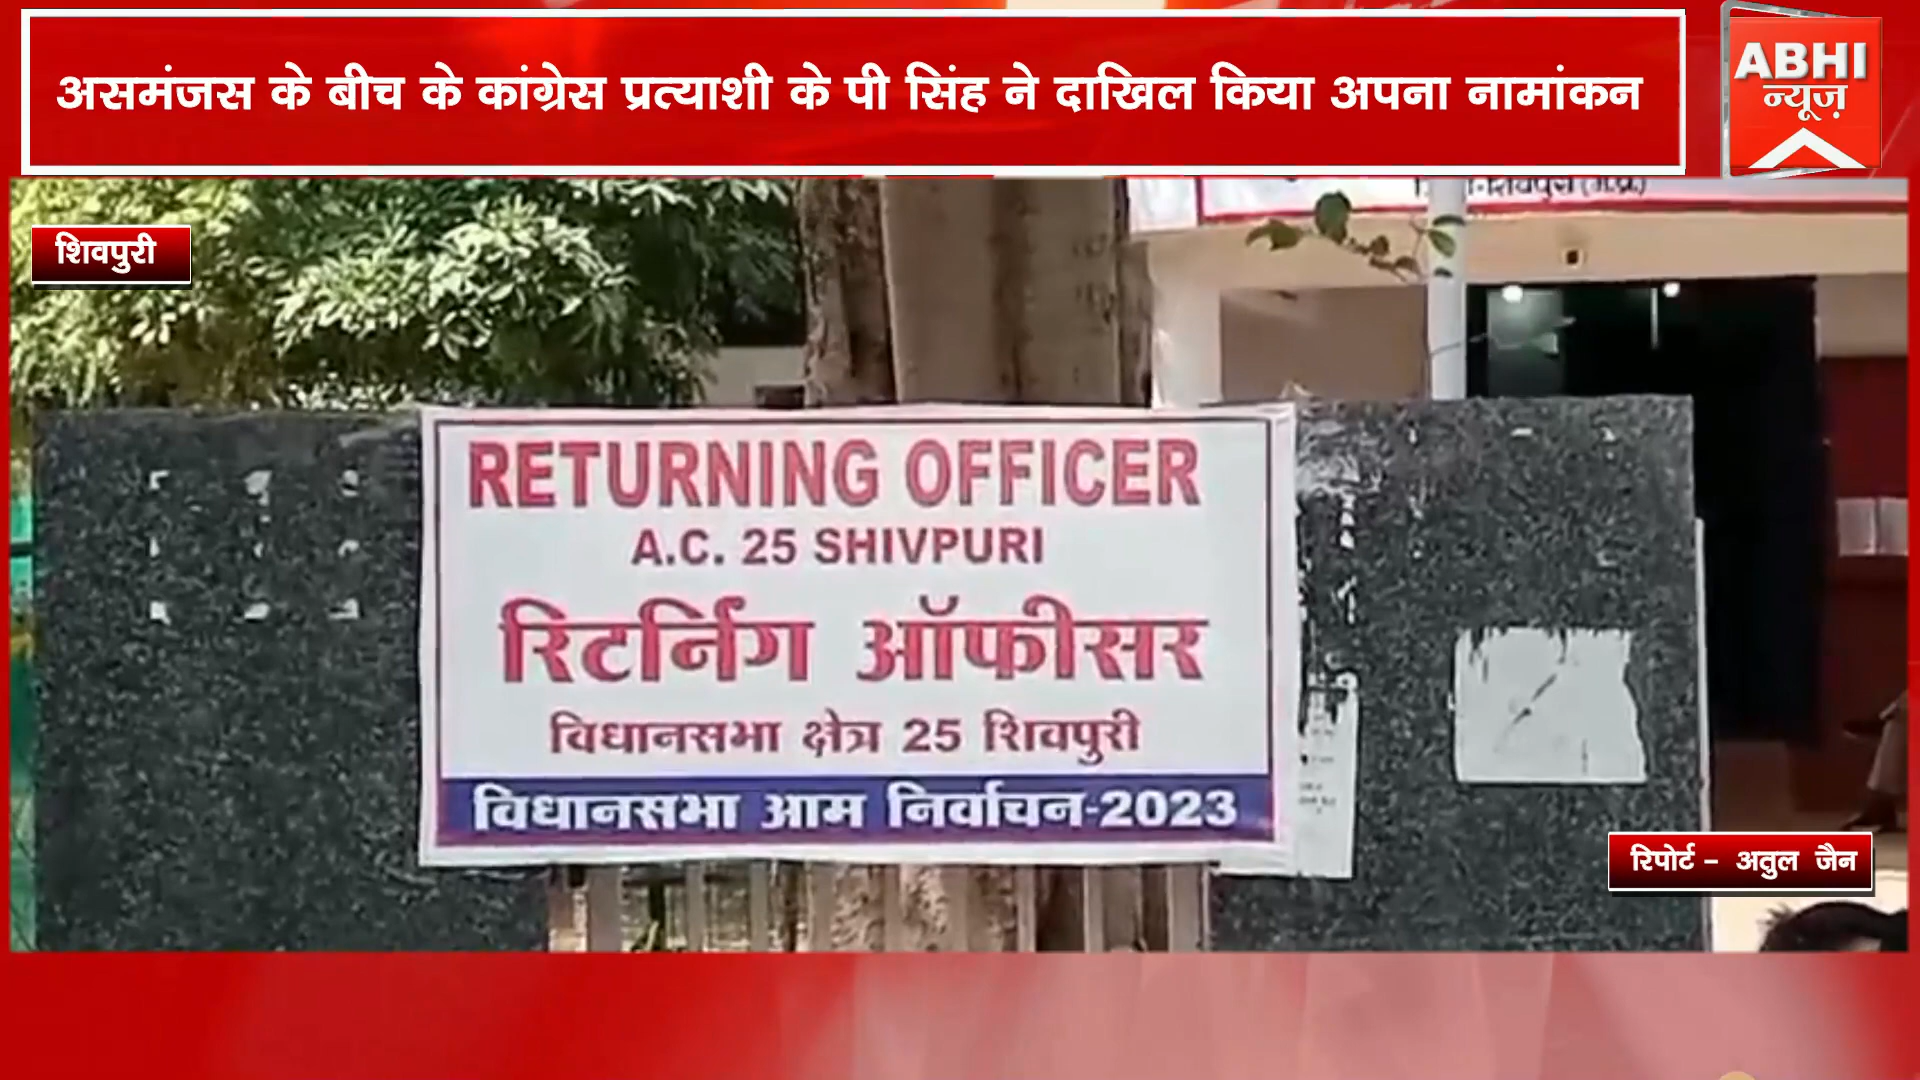 असमंजस के बीच के कांग्रेस प्रत्याशी के पी सिंह ने दाखिल किया अपना नामांकन
ABHI
न्यूज़
शिवपुरी
RETURNING OFFICER
A.C. 25 SHIVPURI
रिटर्निंग ऑफीसर
विधानसभा क्षेत्र 25 शिवपुरी
विधानसभा आम निर्वाचन-2023
रिपोर्ट - अतुल जैन